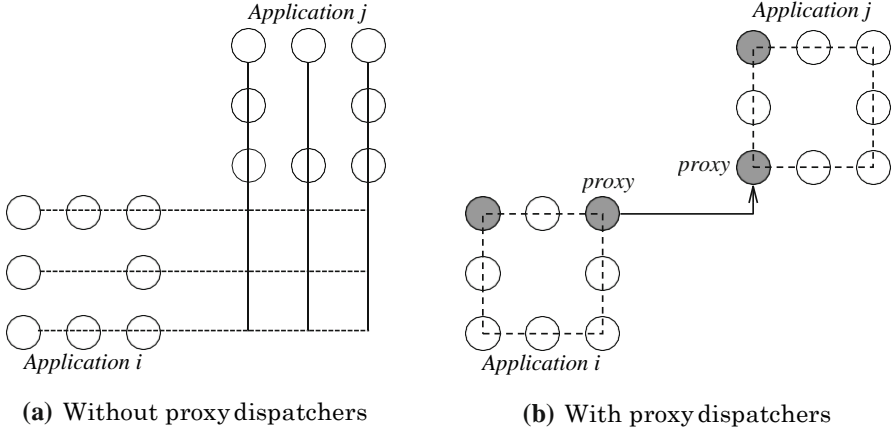 Application j
Application i
(a) Without proxy dispatchers
Application j
proxy
proxy
Application i
(b) With proxy dispatchers